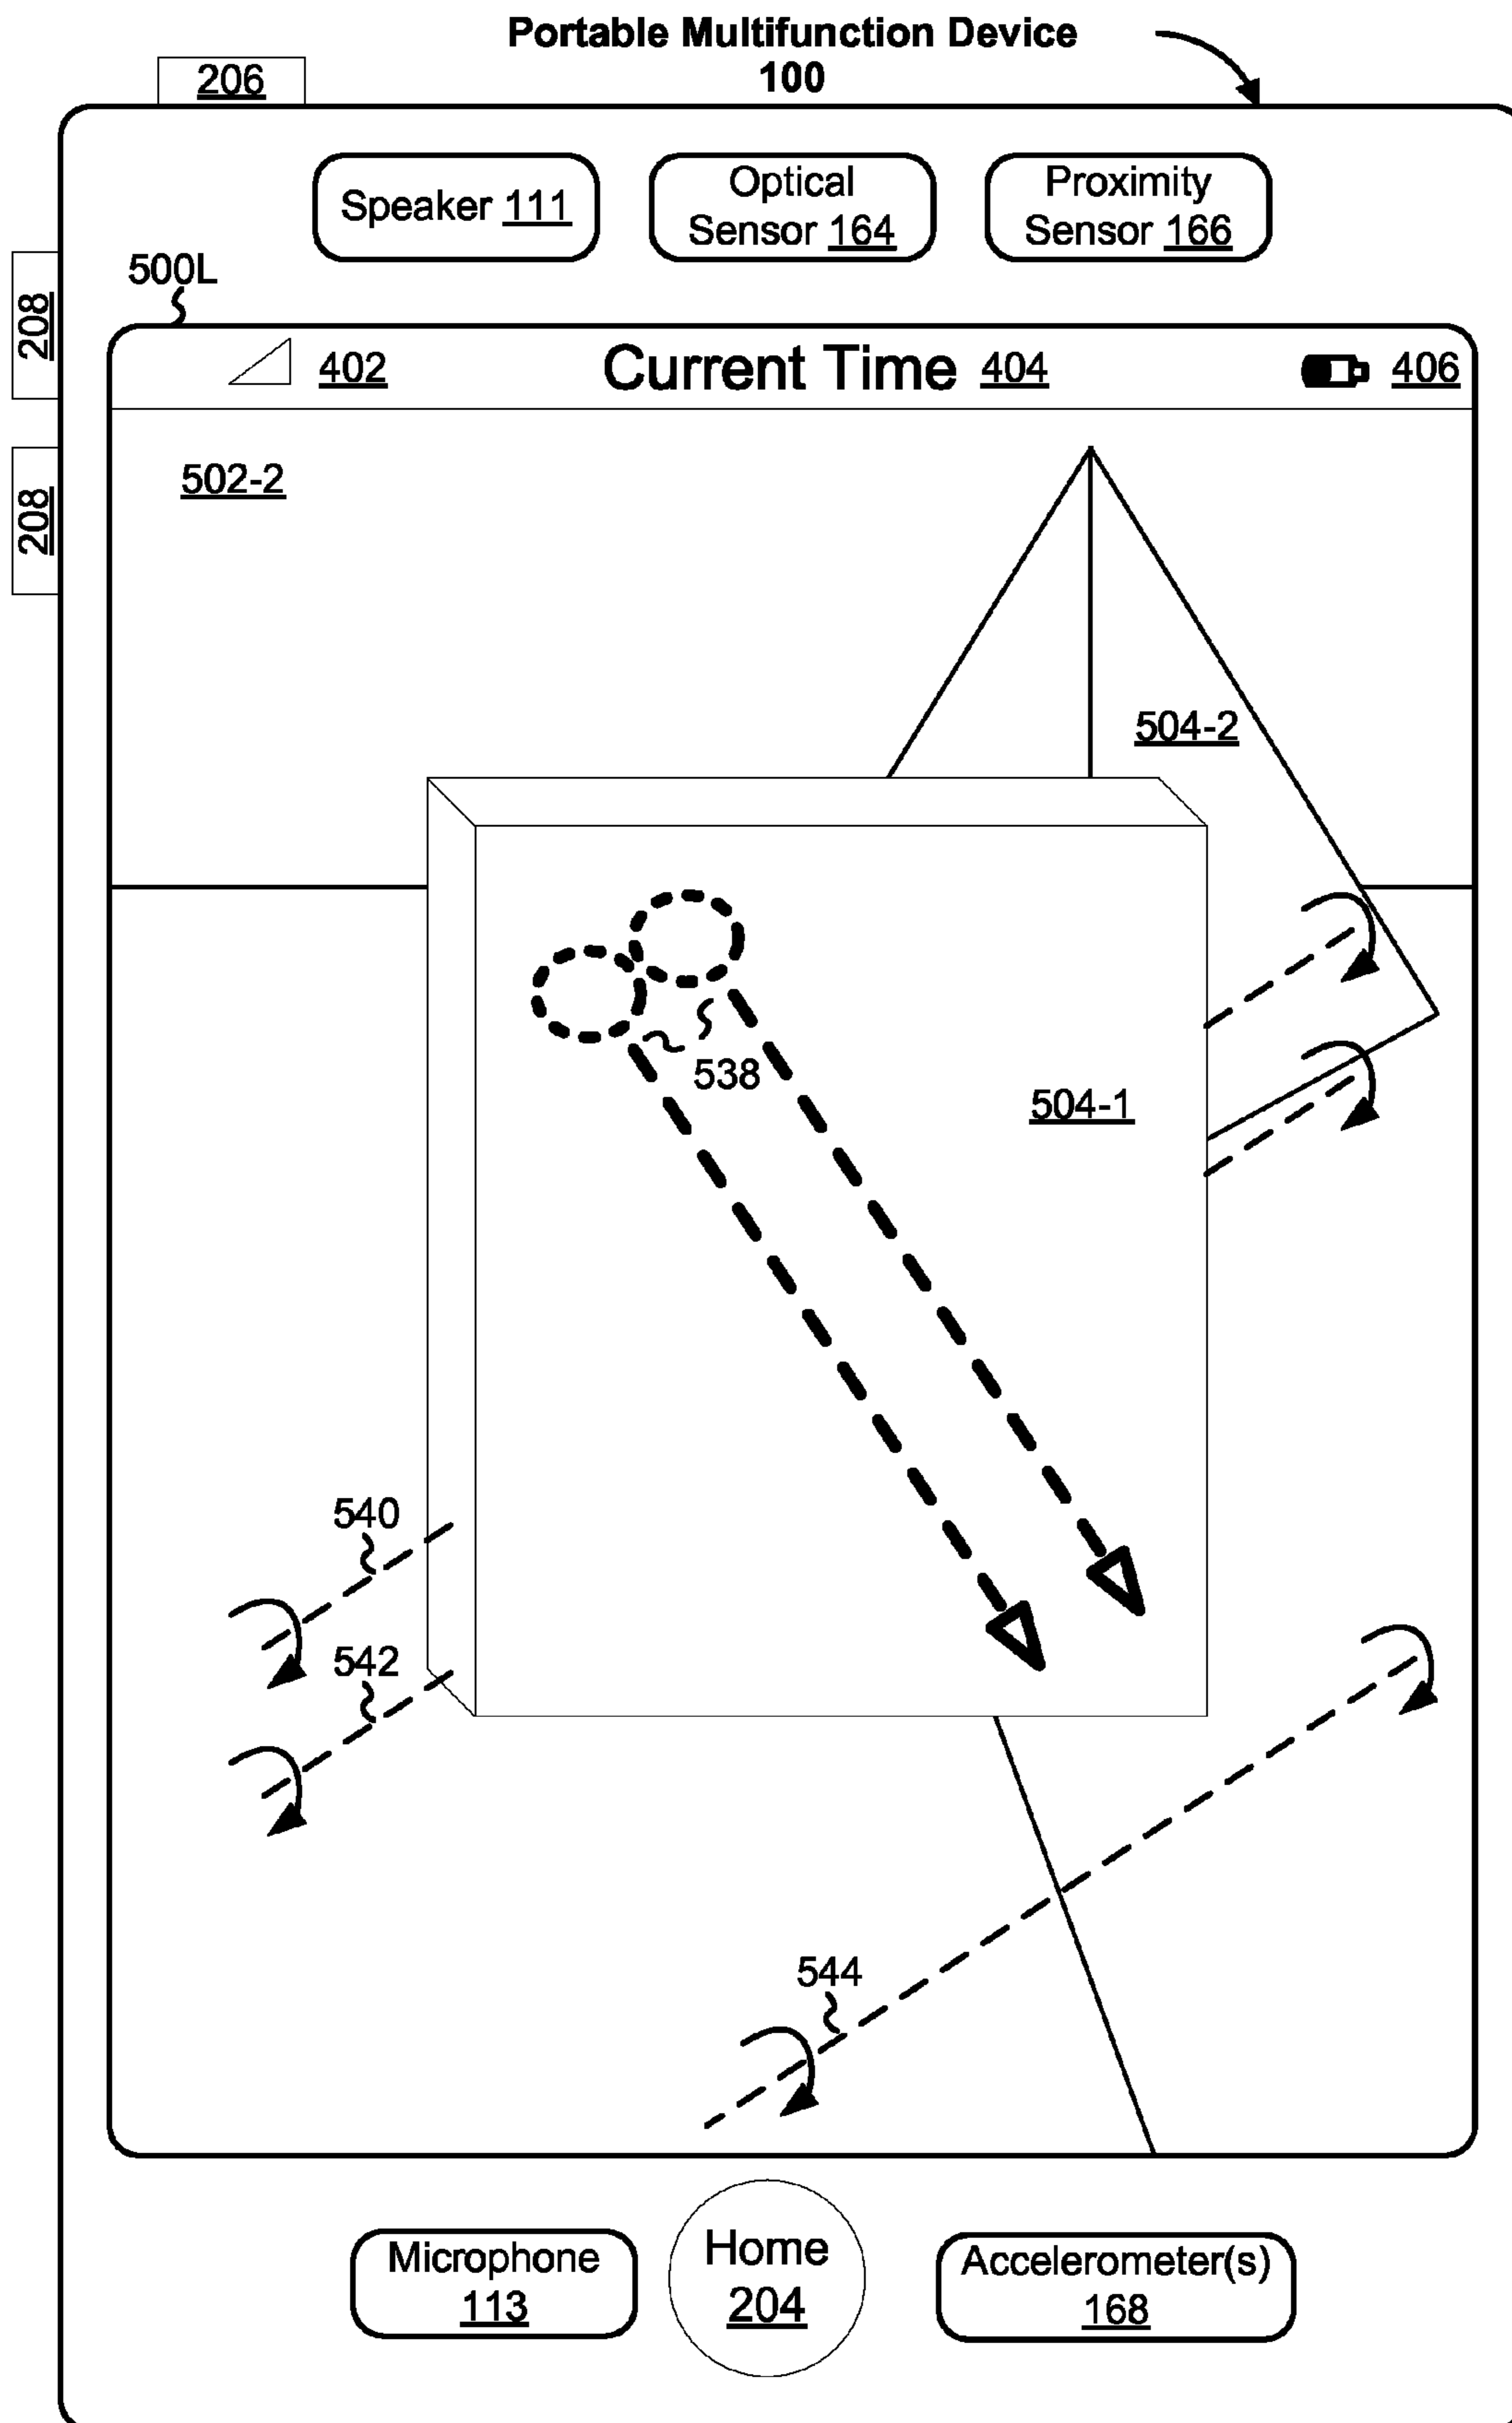 Portable Multifunction Device
100
206
Speaker 111
Optical
Sensor 164
Proximity
Sensor 166
208
500L
402
Current Time 404
406
502-2
208
504-2
538
504-1
540
542
544
Microphone
113
Home
204
Accelerometer(s)
168